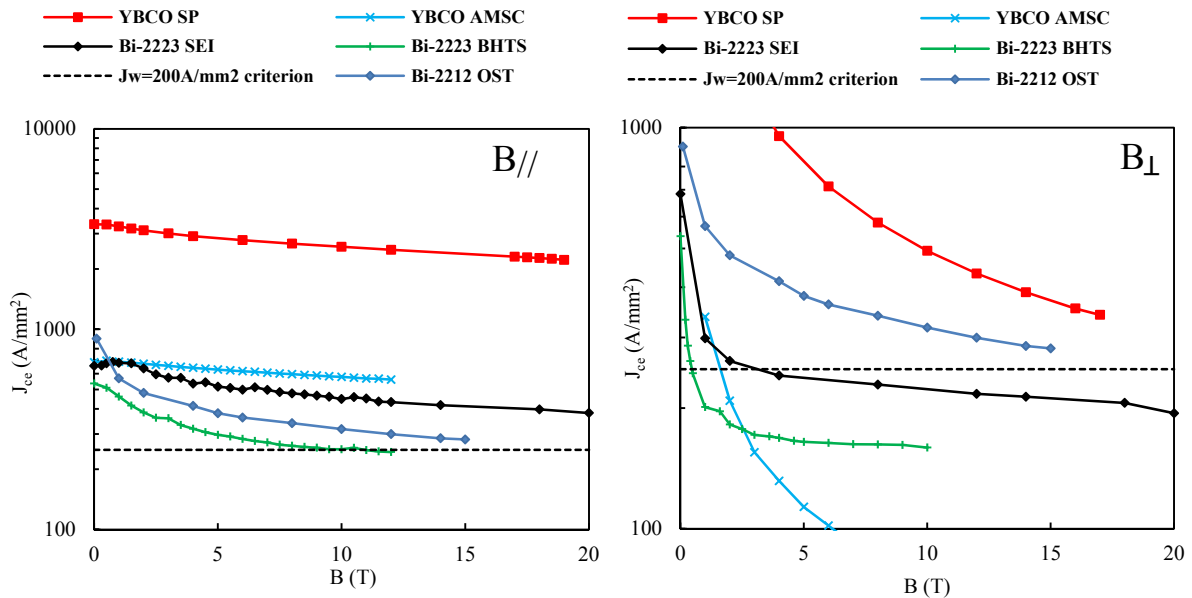 YBCO SP
YBCO AMSC
Bi-2223 SEI
Bi-2223 BHTS
Jw=200A/mm2 criterion
Bi-2212 OST
10000
1000
100
0
5
10
15
20
J_ce (A/mm²)
B (T)
B//
YBCO SP
YBCO AMSC
Bi-2223 SEI
Bi-2223 BHTS
Jw=200A/mm2 criterion
Bi-2212 OST
1000
100
0
5
10
15
20
J_ce (A/mm²)
B (T)
B⊥